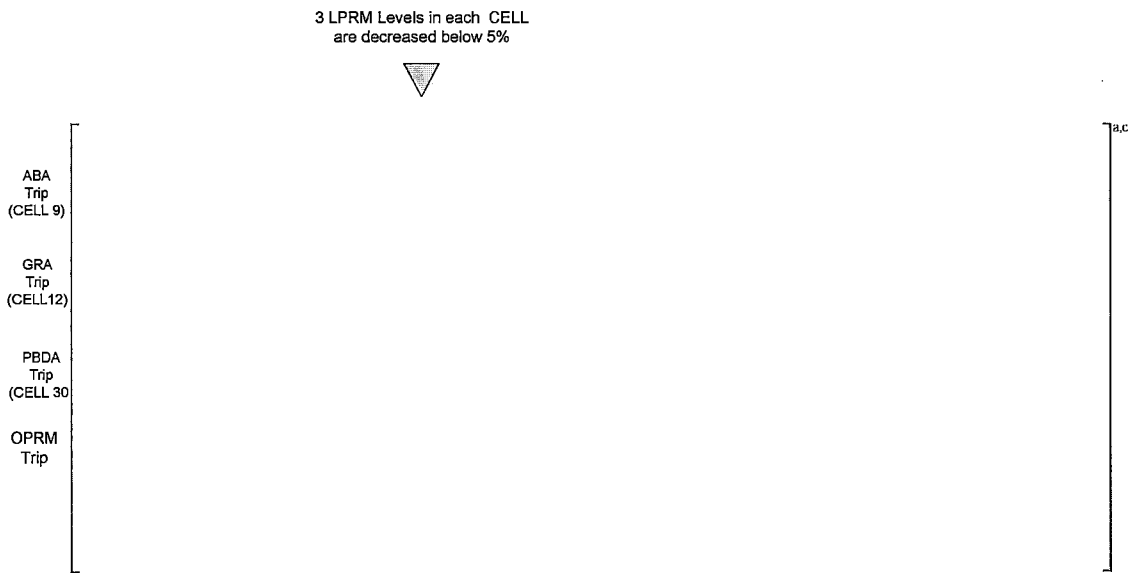 3 LPRM Levels in each CELL
are decreased below 5%
a,c
ABA
Trip
(CELL 9)
GRA
Trip
(CELL12)
PBDA
Trip
(CELL 30
OPRM
Trip